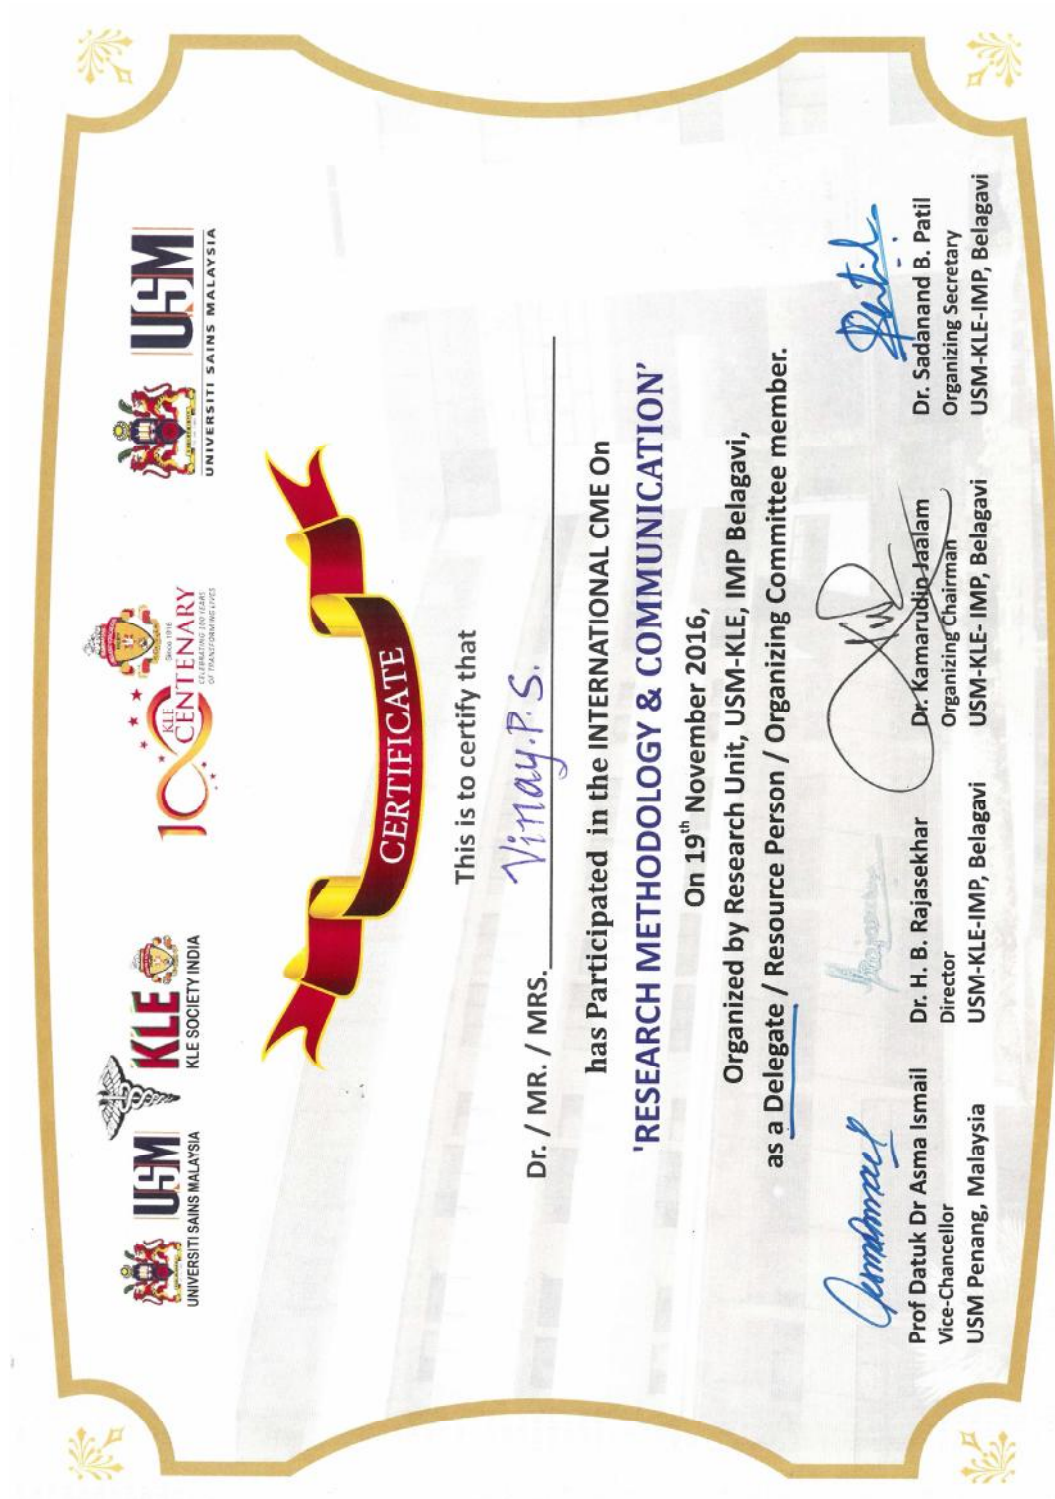 USM
UNIVERSITI SAINS MALAYSIA
KLE
KLE SOCIETY INDIA
Since 1916
KLE
CENTENARY
CELEBRATING 100 YEARS
OF TRANSFORMING LIVES
USM
UNIVERSITI SAINS MALAYSIA
CERTIFICATE
This is to certify that
Dr. / MR. / MRS. Vinay.P.S.
has Participated in the INTERNATIONAL CME On
'RESEARCH METHODOLOGY & COMMUNICATION'
On 19th November 2016,
Organized by Research Unit, USM-KLE, IMP Belagavi,
as a Delegate / Resource Person / Organizing Committee member.
Prof Datuk Dr Asma Ismail
Vice-Chancellor
USM Penang, Malaysia
Dr. H. B. Rajasekhar
Director
USM-KLE-IMP, Belagavi
Dr. Kamarudin Jaalam
Organizing Chairman
USM-KLE- IMP, Belagavi
Patil
Dr. Sadanand B. Patil
Organizing Secretary
USM-KLE-IMP, Belagavi